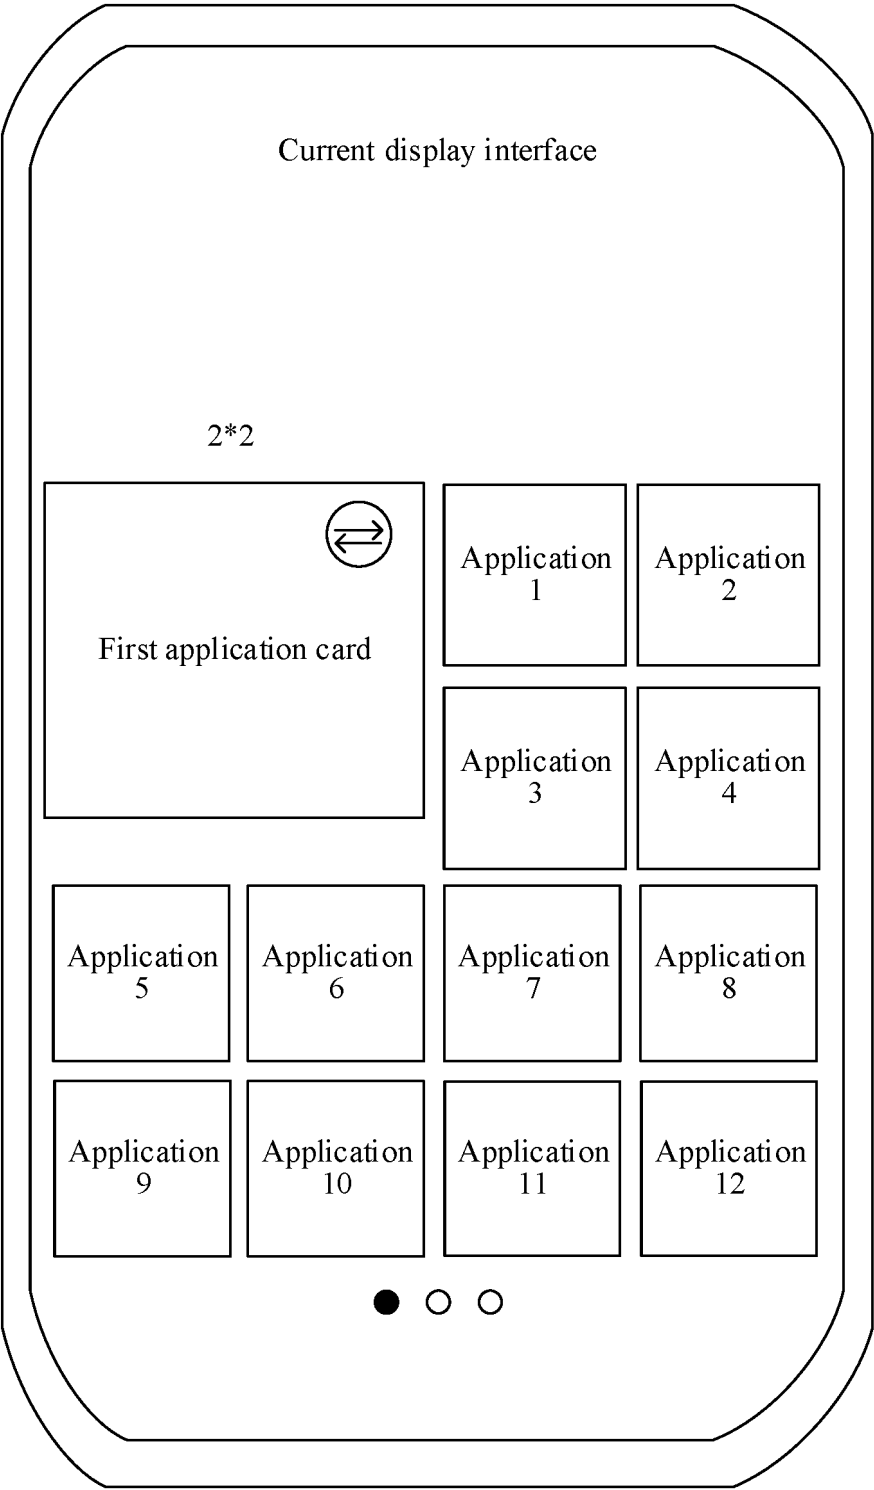 Current display interface
2*2
First application card
Application
1
Application
2
Application
3
Application
4
Application
5
Application
6
Application
7
Application
8
Application
9
Application
10
Application
11
Application
12